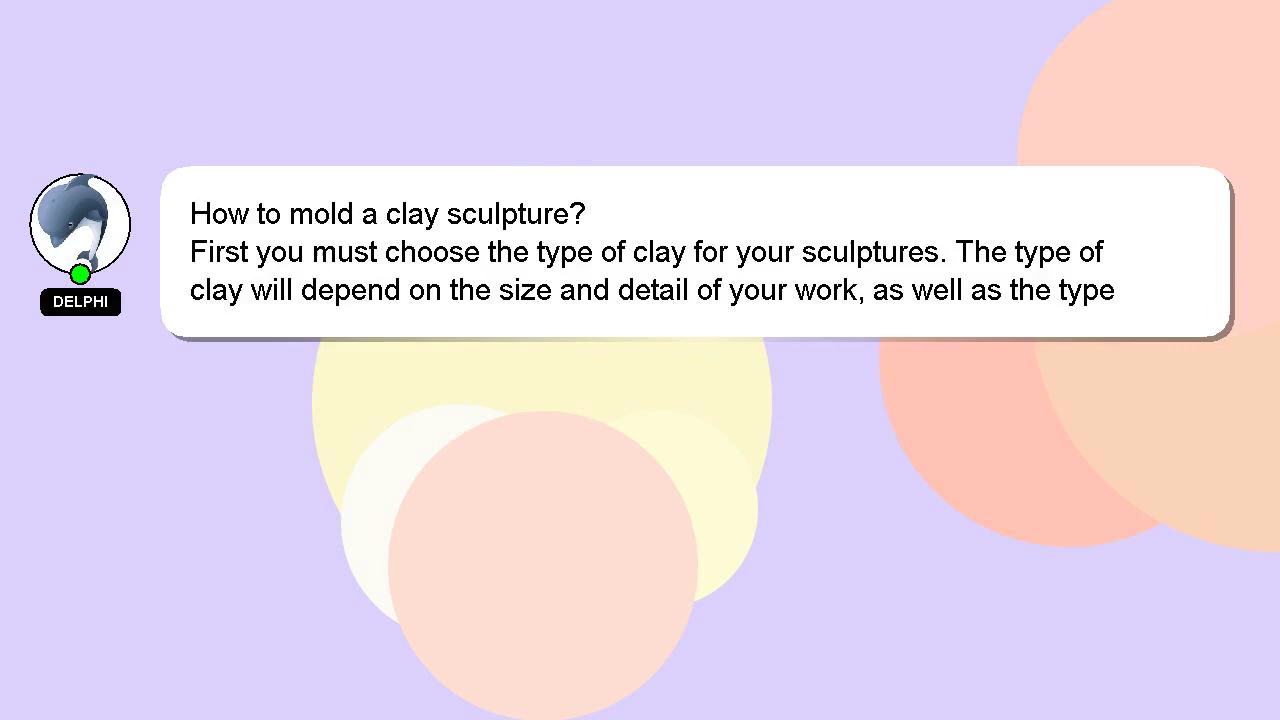 How to mold a clay sculpture?
First you must choose the type of clay for your sculptures. The type of
clay will depend on the size and detail of your work, as well as the type
DELPHI